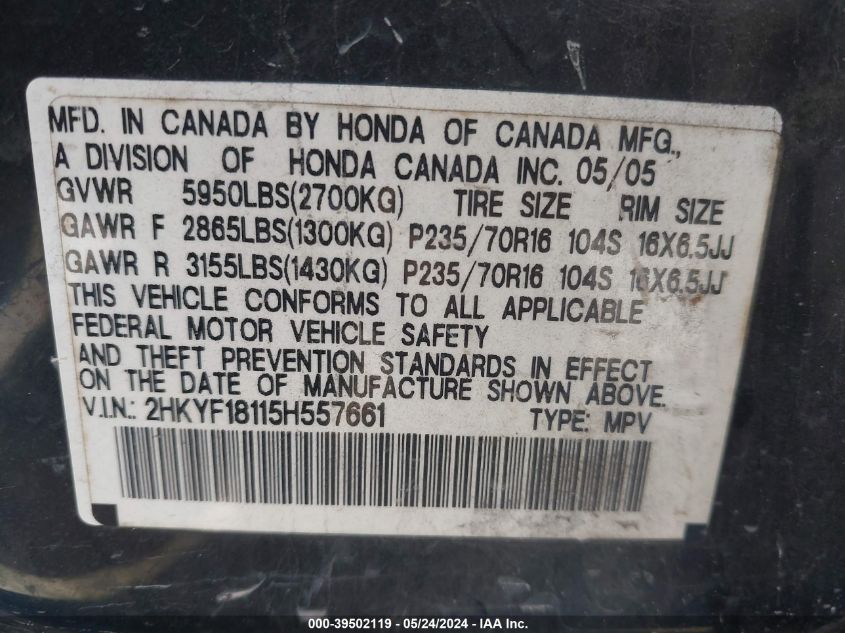 MFD. IN CANADA BY HONDA OF CANADA MFG.,
A DIVISION OF HONDA CANADA INC. 05/05
GVWR 5950LBS(2700KG) TIRE SIZE RIM SIZE
GAWR F 2865LBS(1300KG) P235/70R16 104S 16X6.5JJ
GAWR R 3155LBS(1430KG) P235/70R16 104S 16X6.5JJ
THIS VEHICLE CONFORMS TO ALL APPLICABLE
FEDERAL MOTOR VEHICLE SAFETY
AND THEFT PREVENTION STANDARDS IN EFFECT
ON THE DATE OF MANUFACTURE SHOWN ABOVE.
V.I.N.: 2HKYF18115H557661 TYPE: MPV
000-39502119 - 05/24/2024 - IAA Inc.